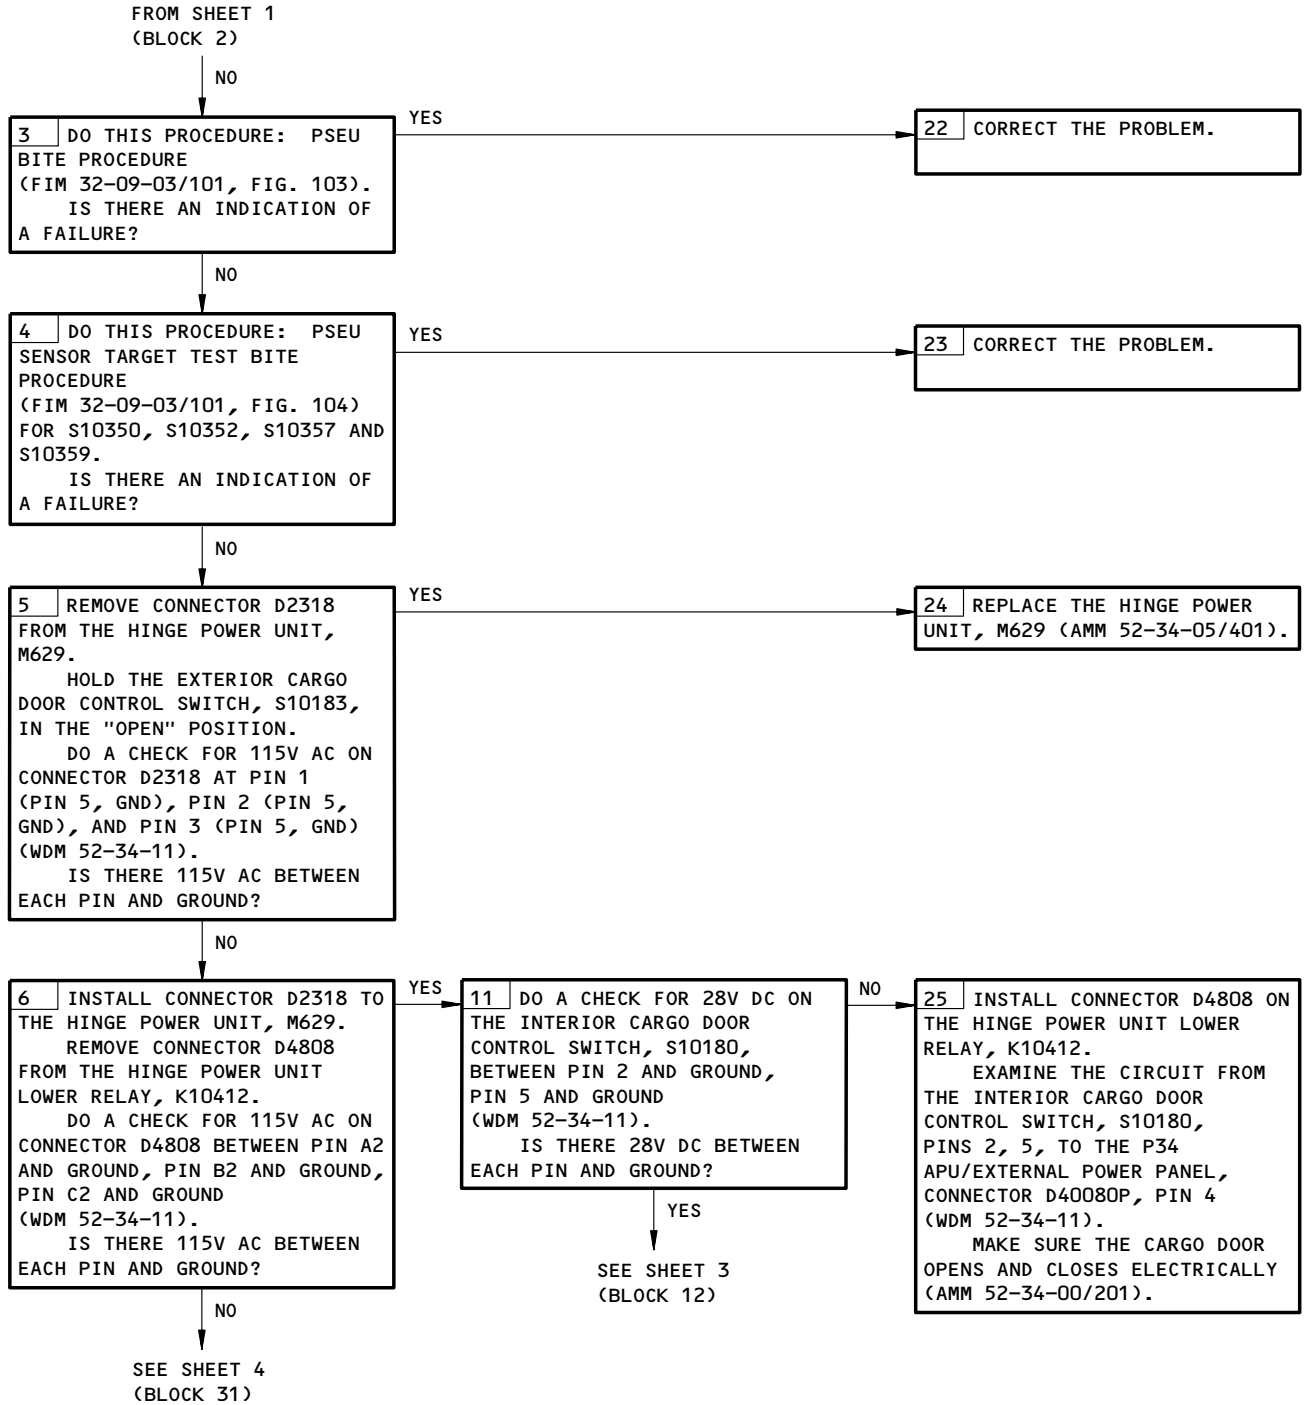 FROM SHEET 1
(BLOCK 2)
NO
3 DO THIS PROCEDURE: PSEU
BITE PROCEDURE
(FIM 32-09-03/101, FIG. 103).
IS THERE AN INDICATION OF
A FAILURE?
YES
22 CORRECT THE PROBLEM.
NO
4 DO THIS PROCEDURE: PSEU
SENSOR TARGET TEST BITE
PROCEDURE
(FIM 32-09-03/101, FIG. 104)
FOR S10350, S10352, S10357 AND
S10359.
IS THERE AN INDICATION OF
A FAILURE?
YES
23 CORRECT THE PROBLEM.
NO
5 REMOVE CONNECTOR D2318
FROM THE HINGE POWER UNIT,
M629.
HOLD THE EXTERIOR CARGO
DOOR CONTROL SWITCH, S10183,
IN THE "OPEN" POSITION.
DO A CHECK FOR 115V AC ON
CONNECTOR D2318 AT PIN 1
(PIN 5, GND), PIN 2 (PIN 5,
GND), AND PIN 3 (PIN 5, GND)
(WDM 52-34-11).
IS THERE 115V AC BETWEEN
EACH PIN AND GROUND?
YES
24 REPLACE THE HINGE POWER
UNIT, M629 (AMM 52-34-05/401).
NO
6 INSTALL CONNECTOR D2318 TO
THE HINGE POWER UNIT, M629.
REMOVE CONNECTOR D4808
FROM THE HINGE POWER UNIT
LOWER RELAY, K10412.
DO A CHECK FOR 115V AC ON
CONNECTOR D4808 BETWEEN PIN A2
AND GROUND, PIN B2 AND GROUND,
PIN C2 AND GROUND
(WDM 52-34-11).
IS THERE 115V AC BETWEEN
EACH PIN AND GROUND?
YES
11 DO A CHECK FOR 28V DC ON
THE INTERIOR CARGO DOOR
CONTROL SWITCH, S10180,
BETWEEN PIN 2 AND GROUND,
PIN 5 AND GROUND
(WDM 52-34-11).
IS THERE 28V DC BETWEEN
EACH PIN AND GROUND?
NO
25 INSTALL CONNECTOR D4808 ON
THE HINGE POWER UNIT LOWER
RELAY, K10412.
EXAMINE THE CIRCUIT FROM
THE INTERIOR CARGO DOOR
CONTROL SWITCH, S10180,
PINS 2, 5, TO THE P34
APU/EXTERNAL POWER PANEL,
CONNECTOR D40080P, PIN 4
(WDM 52-34-11).
MAKE SURE THE CARGO DOOR
OPENS AND CLOSES ELECTRICALLY
(AMM 52-34-00/201).
YES
SEE SHEET 3
(BLOCK 12)
NO
SEE SHEET 4
(BLOCK 31)